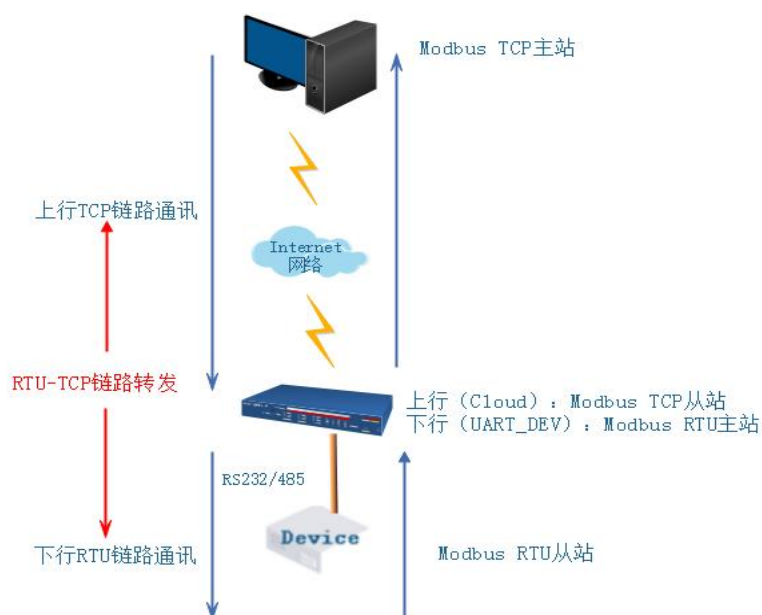 Modbus TCP主站
上行TCP链路通讯
Internet
网络
RTU-TCP链路转发
上行（Cloud）：Modbus TCP从站
下行（UART_DEV）：Modbus RTU主站
RS232/485
Device
下行RTU链路通讯
Modbus RTU从站